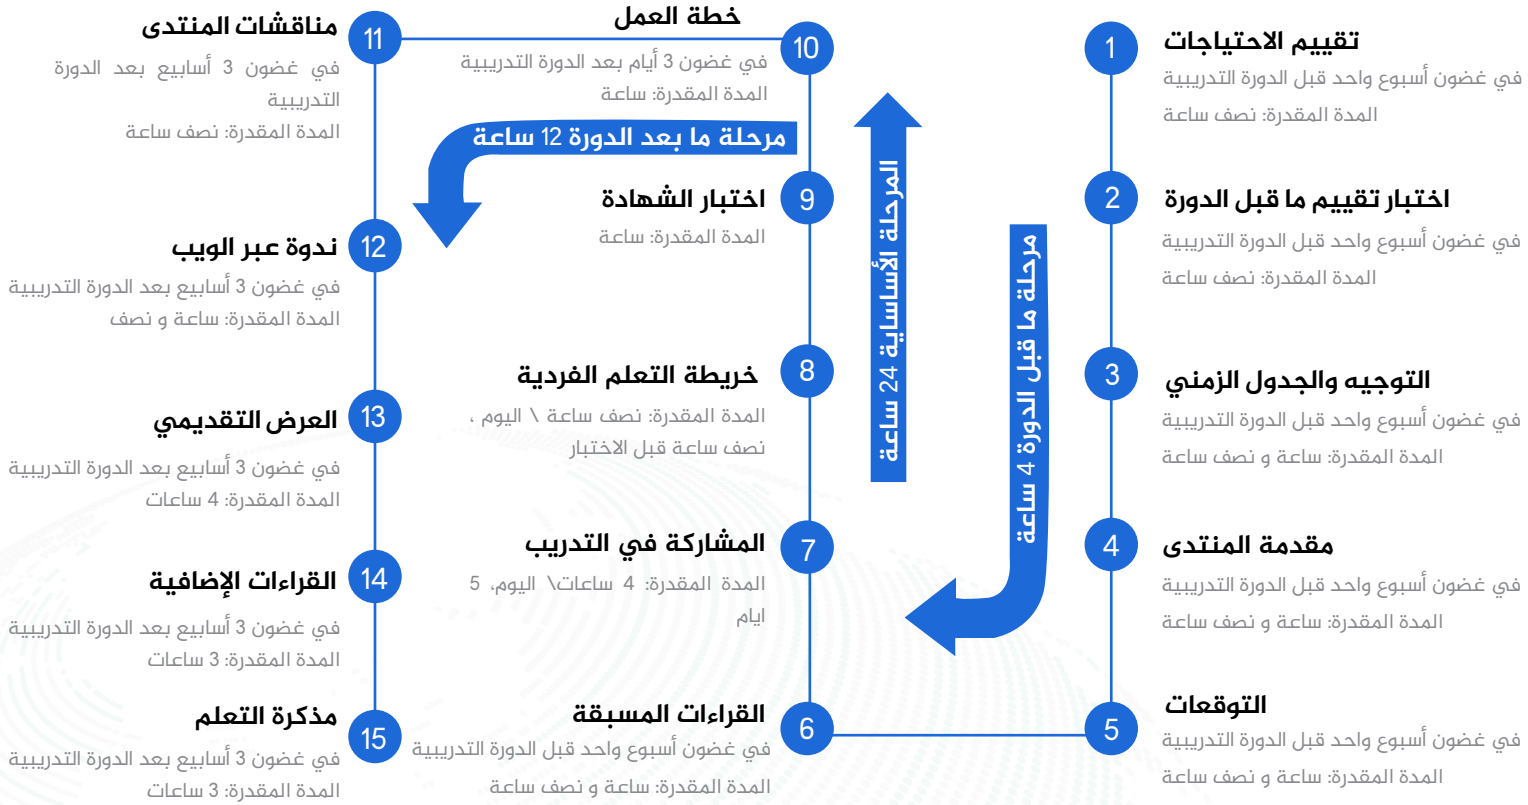 1
تقييم الاحتياجات
في غضون أسبوع واحد قبل الدورة التدريبية
المدة المقدرة: نصف ساعة
2
اختبار تقييم ما قبل الدورة
في غضون أسبوع واحد قبل الدورة التدريبية
المدة المقدرة: نصف ساعة
3
التوجيه والجدول الزمني
في غضون أسبوع واحد قبل الدورة التدريبية
المدة المقدرة: ساعة و نصف ساعة
4
مقدمة المنتدى
في غضون أسبوع واحد قبل الدورة التدريبية
المدة المقدرة: ساعة و نصف ساعة
5
التوقعات
في غضون أسبوع واحد قبل الدورة التدريبية
المدة المقدرة: ساعة و نصف ساعة
مرحلة ما قبل الدورة 4 ساعة
6
القراءات المسبقة
في غضون أسبوع واحد قبل الدورة التدريبية
المدة المقدرة: ساعة و نصف ساعة
7
المشاركة في التدريب
المدة المقدرة: 4 ساعات\ اليوم، 5
ايام
8
خريطة التعلم الفردية
المدة المقدرة: نصف ساعة \ اليوم ،
نصف ساعة قبل الاختبار
9
اختبار الشهادة
المدة المقدرة: ساعة
المرحلة الأساساية 24 ساعة
10
خطة العمل
في غضون 3 أيام بعد الدورة التدريبية
المدة المقدرة: ساعة
مرحلة ما بعد الدورة 12 ساعة
11
مناقشات المنتدى
في غضون 3 أسابيع بعد الدورة
التدريبية
المدة المقدرة: نصف ساعة
12
ندوة عبر الويب
في غضون 3 أسابيع بعد الدورة التدريبية
المدة المقدرة: ساعة و نصف
13
العرض التقديمي
في غضون 3 أسابيع بعد الدورة التدريبية
المدة المقدرة: 4 ساعات
14
القراءات الإضافية
في غضون 3 أسابيع بعد الدورة التدريبية
المدة المقدرة: 3 ساعات
15
مذكرة التعلم
في غضون 3 أسابيع بعد الدورة التدريبية
المدة المقدرة: 3 ساعات